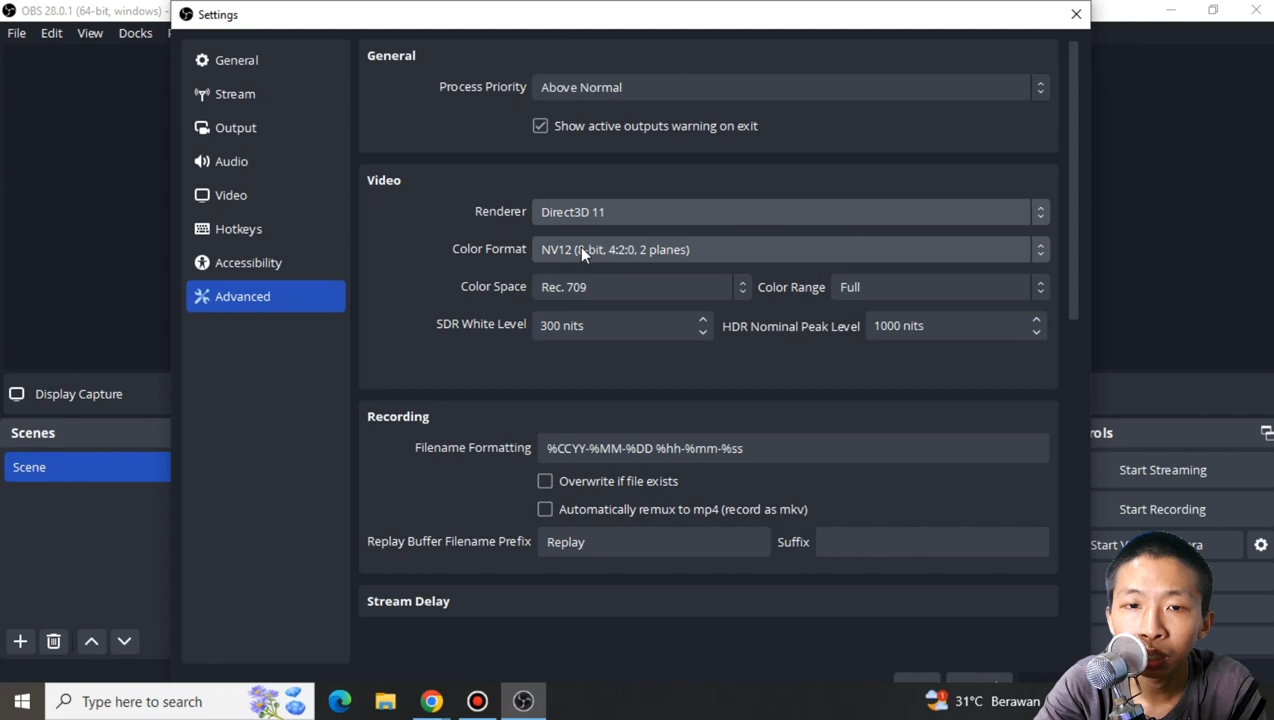 OBS 28.0.1 (64-bit, windows) -
Settings
File Edit View Docks
General
Stream
Output
Audio
Video
Hotkeys
Accessibility
Advanced
General
Process Priority Above Normal
Show active outputs warning on exit
Video
Renderer Direct3D 11
Color Format NV12 (8-bit, 4:2:0, 2 planes)
Color Space Rec. 709 Color Range Full
SDR White Level 300 nits HDR Nominal Peak Level 1000 nits
Recording
Filename Formatting %CCYY-%MM-%DD %hh-%mm-%ss
Overwrite if file exists
Automatically remux to mp4 (record as mkv)
Replay Buffer Filename Prefix Replay Suffix
Stream Delay
Display Capture
Scenes
Scene
rols
Start Streaming
Start Recording
Start V
Type here to search
1
31°C Berawan